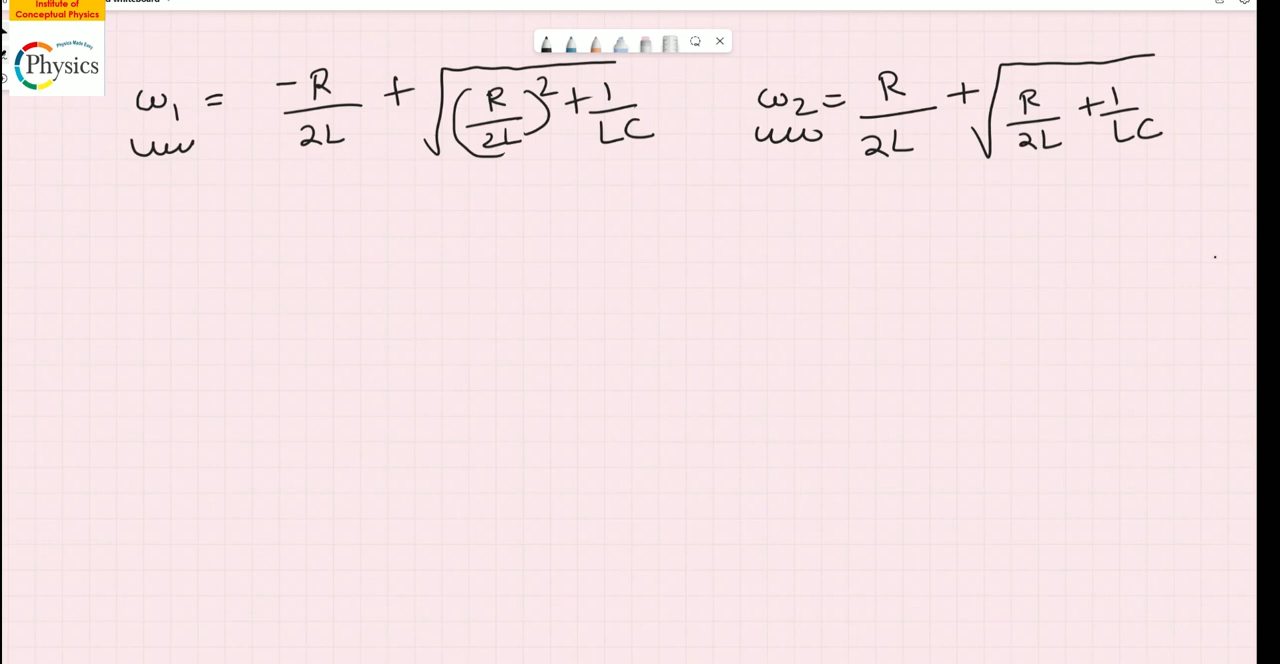 Institute of
Conceptual Physics
Physics Made Easy
Physics
whiteboard
ω₁ = -R/2L + √((R/2L)² + 1/LC)
ω₂ = R/2L + √(R/2L + 1/LC)